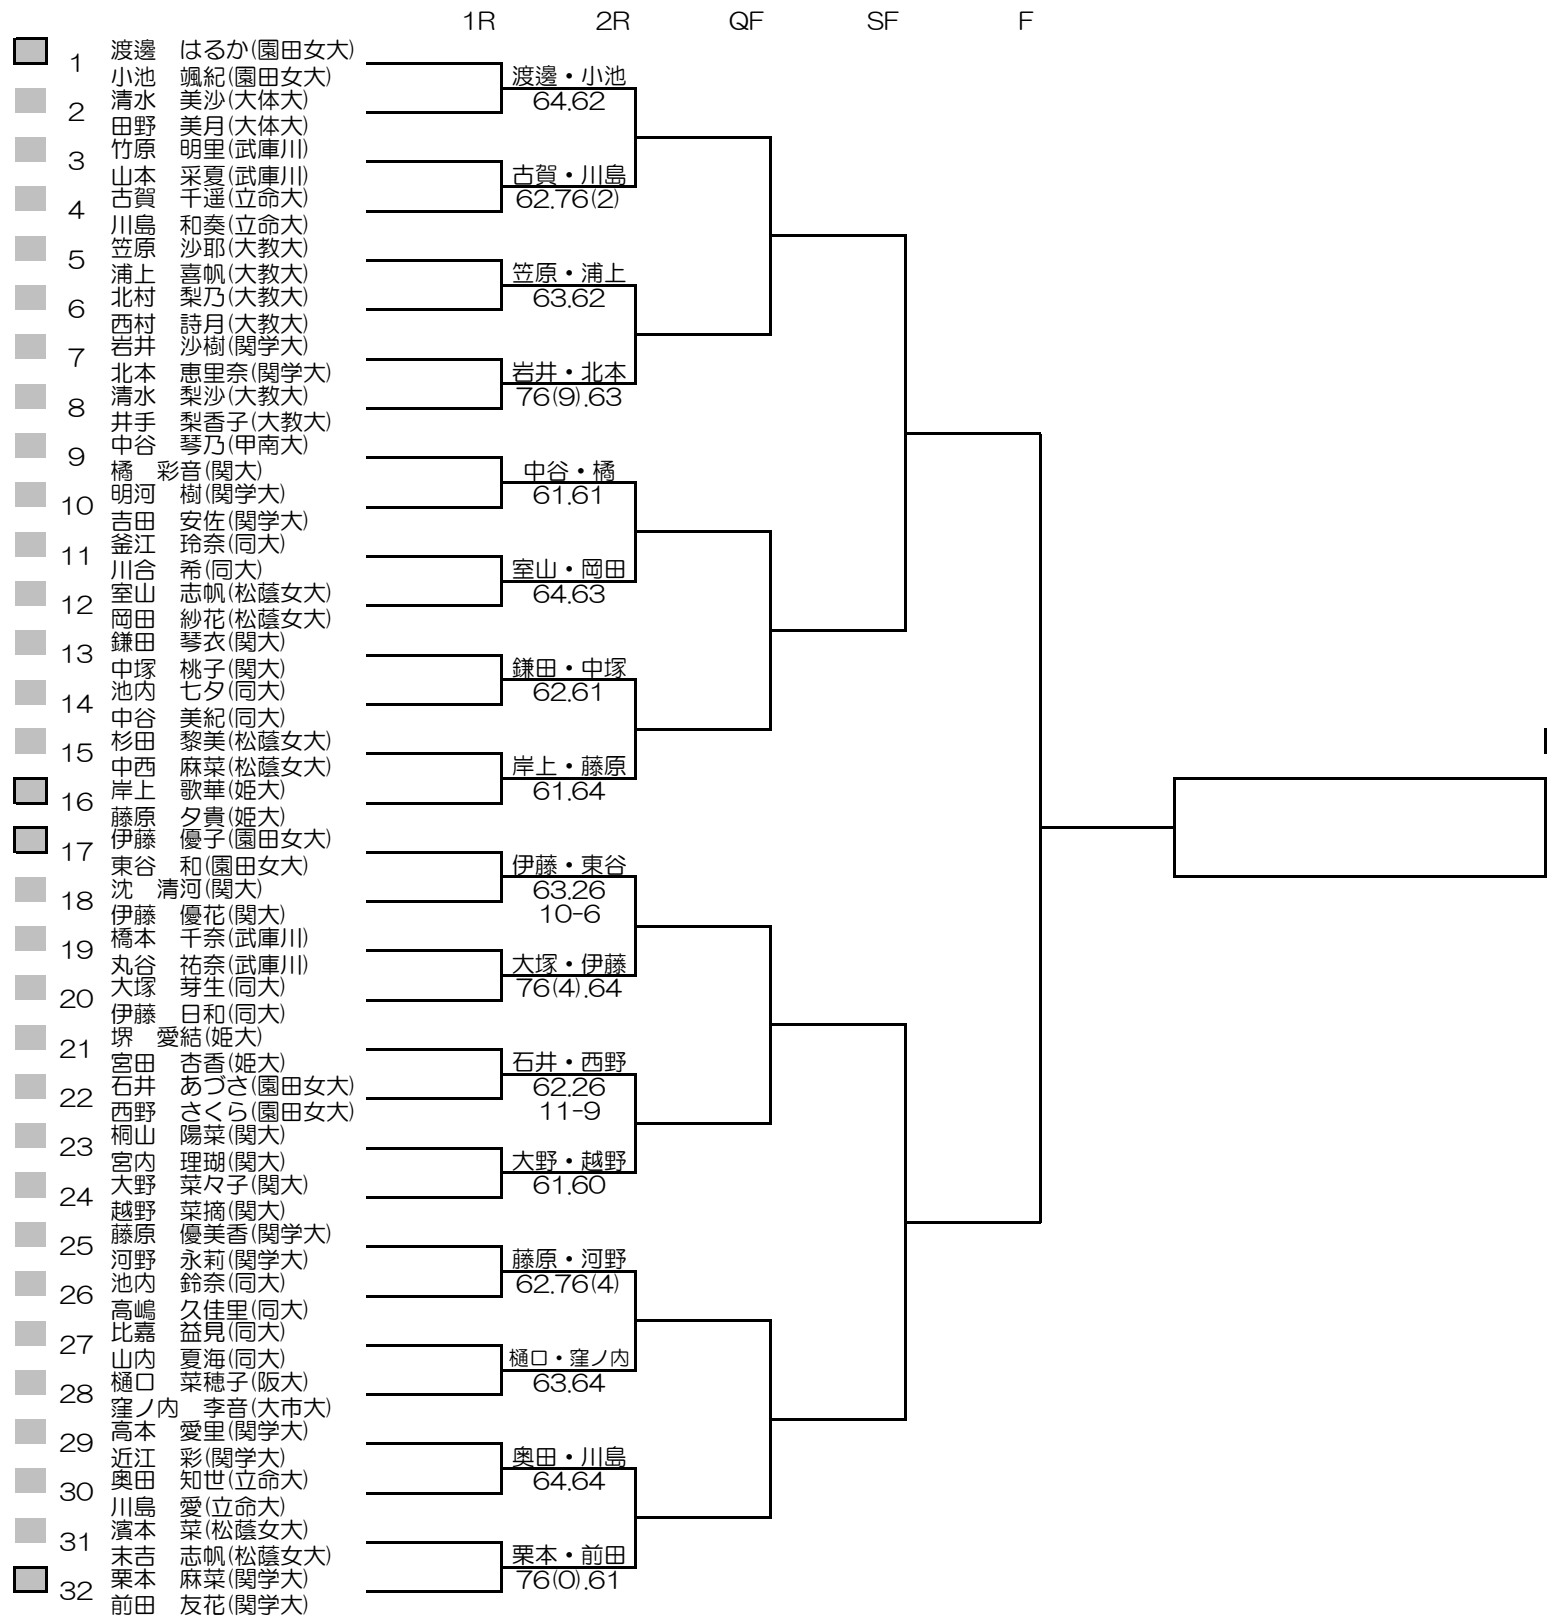 1R 2R QF SF F
渡邊 はるか(園田女大)
1
小池 颯紀(園田女大) 渡邊・小池
清水 美沙(大体大) 64.62
2
田野 美月(大体大)
竹原 明里(武庫川)
3
山本 采夏(武庫川) 古賀・川島
古賀 千遥(立命大) 62.76(2)
4
川島 和奏(立命大)
笠原 沙耶(大教大)
5
浦上 喜帆(大教大) 笠原・浦上
北村 梨乃(大教大) 63.62
6
西村 詩月(大教大)
岩井 沙樹(関学大)
7
北本 恵里奈(関学大) 岩井・北本
清水 梨沙(大教大) 76(9).63
8
井手 梨香子(大教大)
中谷 琴乃(甲南大)
9
橘 彩音(関大) 中谷・橘
明河 樹(関学大) 61.61
10
吉田 安佐(関学大)
釜江 玲奈(同大)
11
川合 希(同大) 室山・岡田
室山 志帆(松蔭女大) 64.63
12
岡田 紗花(松蔭女大)
鎌田 琴衣(関大)
13
中塚 桃子(関大) 鎌田・中塚
池内 七夕(同大) 62.61
14
中谷 美紀(同大)
杉田 黎美(松蔭女大)
15
中西 麻菜(松蔭女大) 岸上・藤原
岸上 歌華(姫大) 61.64
16
藤原 夕貴(姫大)
伊藤 優子(園田女大)
17
東谷 和(園田女大) 伊藤・東谷
沈 清河(関大) 63.26
18
伊藤 優花(関大) 10-6
橋本 千奈(武庫川)
19
丸谷 祐奈(武庫川) 大塚・伊藤
大塚 芽生(同大) 76(4).64
20
伊藤 日和(同大)
堺 愛結(姫大)
21
宮田 杏香(姫大) 石井・西野
石井 あづさ(園田女大) 62.26
22
西野 さくら(園田女大) 11-9
桐山 陽菜(関大)
23
宮内 理瑚(関大) 大野・越野
大野 菜々子(関大) 61.60
24
越野 菜摘(関大)
藤原 優美香(関学大)
25
河野 永莉(関学大) 藤原・河野
池内 鈴奈(同大) 62.76(4)
26
高嶋 久佳里(同大)
比嘉 益見(同大)
27
山内 夏海(同大) 樋口・窪ノ内
樋口 菜穂子(阪大) 63.64
28
窪ノ内 李音(大市大)
高本 愛里(関学大)
29
近江 彩(関学大) 奥田・川島
奥田 知世(立命大) 64.64
30
川島 愛(立命大)
濱本 菜(松蔭女大)
31
末吉 志帆(松蔭女大) 栗本・前田
栗本 麻菜(関学大) 76(0).61
32
前田 友花(関学大)